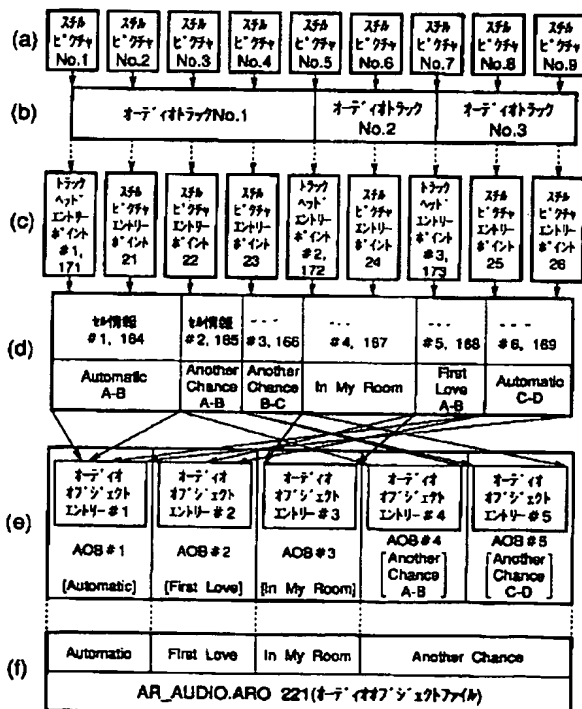 (a)
スチル ピクチャ No.1
スチル ピクチャ No.2
スチル ピクチャ No.3
スチル ピクチャ No.4
スチル ピクチャ No.5
スチル ピクチャ No.6
スチル ピクチャ No.7
スチル ピクチャ No.8
スチル ピクチャ No.9
(b)
オーディオトラックNo.1
オーディオトラック
No.2
オーディオトラック
No.3
(c)
トラック
ヘッド
エントリー
ポイント
#1,
171
スチル
ピクチャ
エントリー
ポイント
21
スチル
ピクチャ
エントリー
ポイント
22
スチル
ピクチャ
エントリー
ポイント
23
トラック
ヘッド
エントリー
ポイント
#2,
172
スチル
ピクチャ
エントリー
ポイント
24
トラック
ヘッド
エントリー
ポイント
#3,
173
スチル
ピクチャ
エントリー
ポイント
25
スチル
ピクチャ
エントリー
ポイント
26
(d)
セル情報
#1, 164
セル情報
#2, 165
---
#3, 166
---
#4, 167
---
#5, 168
---
#6, 169
Automatic
A-B
Another
Chance
A-B
Another
Chance
B-C
In My Room
First
Love
A-B
Automatic
C-D
(e)
オーディオ
オブジェクト
エントリー#1
オーディオ
オブジェクト
エントリー#2
オーディオ
オブジェクト
エントリー#3
オーディオ
オブジェクト
エントリー#4
オーディオ
オブジェクト
エントリー#5
AOB#1
[Automatic]
AOB#2
[First Love]
AOB#3
[In My Room]
AOB#4
[Another
Chance
A-B]
AOB#5
[Another
Chance
C-D]
(f)
Automatic
First Love
In My Room
Another Chance
AR_AUDIO.ARO 221(オーディオオブジェクトファイル)